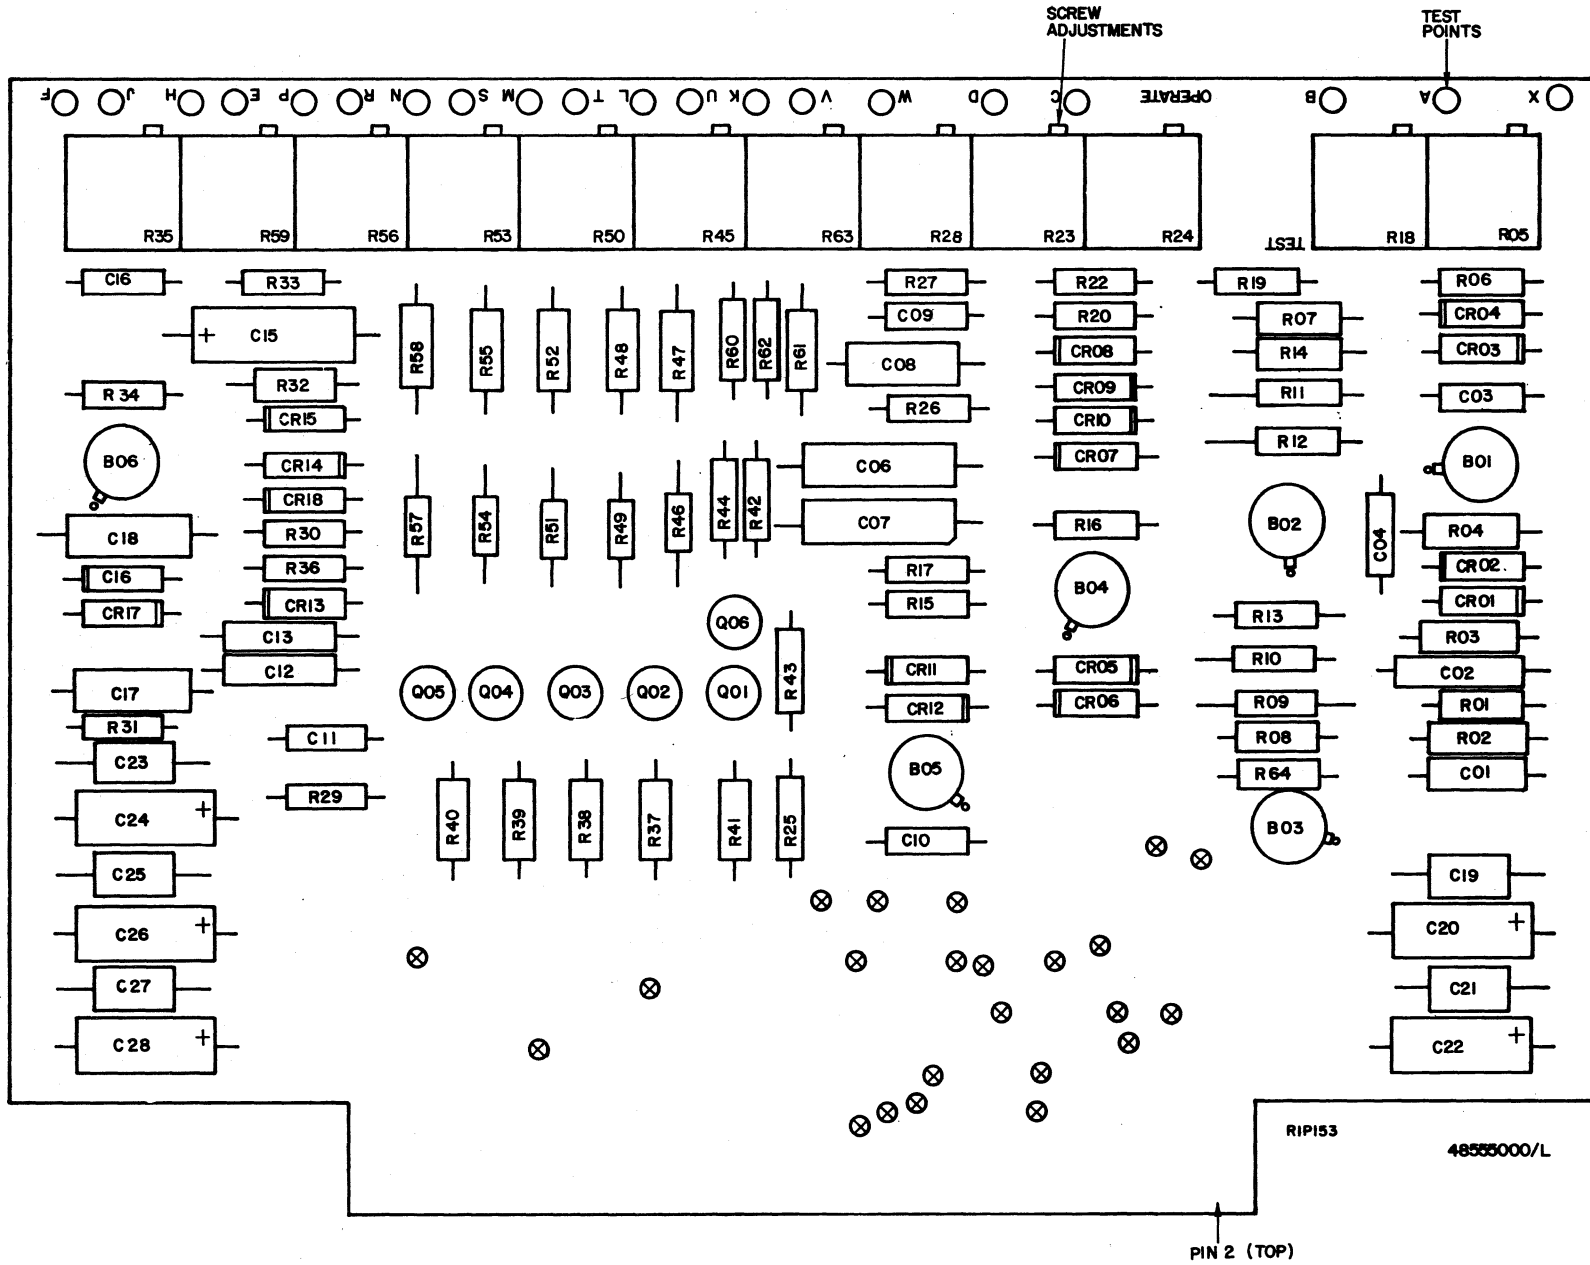 SCREW
ADJUSTMENTS
TEST
POINTS
F J H E P R N S M T L U K V W D C OPERATE B A X
R35 R59 R56 R53 R50 R45 R63 R28 R23 R24 R18 R05
TEST
C16 R33 R27 R22 R19 R06
C15 R58 R55 R52 R48 R47 R60 R62 R61 C09 R20 R07 CR04
C08 CR08 R14 CR03
R34 R32 CR09 R11 C03
CR15 R26 CR10 R12
B06 CR14 C06 CR07 B01
CR18 R44 R42
C18 R30 R57 R54 R51 R49 R46 C07 R16 B02 C04 R04
C16 R36 R17 CR02
CR17 CR13 R15 B04 R13 CR01
C13 Q06 R03
C12 R43 CR11 CR05 R10 C02
C17 Q05 Q04 Q03 Q02 Q01 CR12 CR06 R09 R01
R31 C11 R08 R02
C23 B05 R64 C01
R29
C24 R40 R39 R38 R37 R41 R25 C10 B03
C25 C19
C26 C20
C27 C21
C28 C22
R1P153
48555000/L
PIN 2 (TOP)